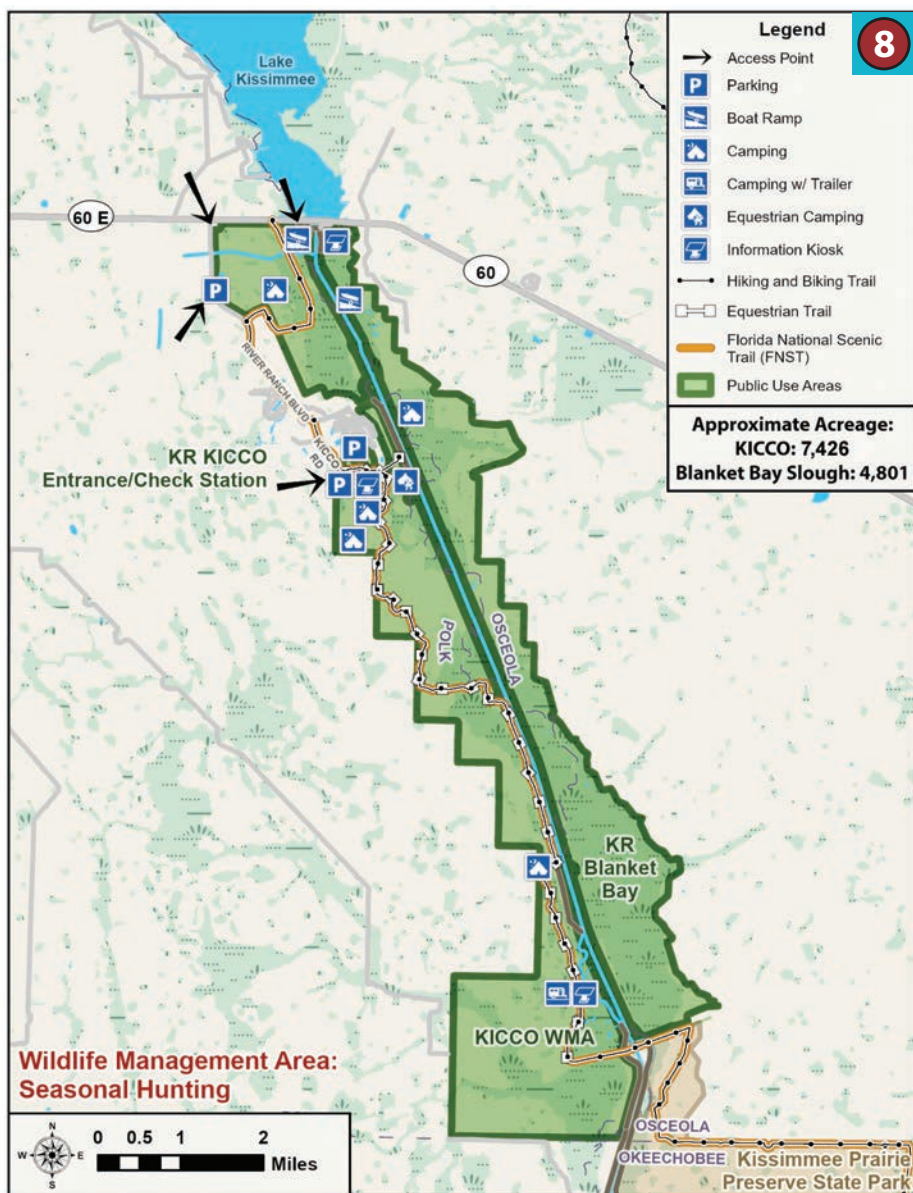 Legend
8
Access Point
P
Parking
Boat Ramp
Camping
Camping w/ Trailer
Equestrian Camping
Information Kiosk
Hiking and Biking Trail
Equestrian Trail
Florida National Scenic
Trail (FNST)
Public Use Areas
Approximate Acreage:
KICCO: 7,426
Blanket Bay Slough: 4,801
Lake
Kissimmee
60 E
60
P
RIVER RANCH BLVD
KICCO
RD
P
KR KICCO
Entrance/Check Station
P
POLK
OSCEOLA
KR
Blanket
Bay
KICCO WMA
Wildlife Management Area:
Seasonal Hunting
OSCEOLA
OKEECHOBEE
Kissimmee Prairie
Preserve State Park
N
W
E
S
0 0.5 1 2
Miles